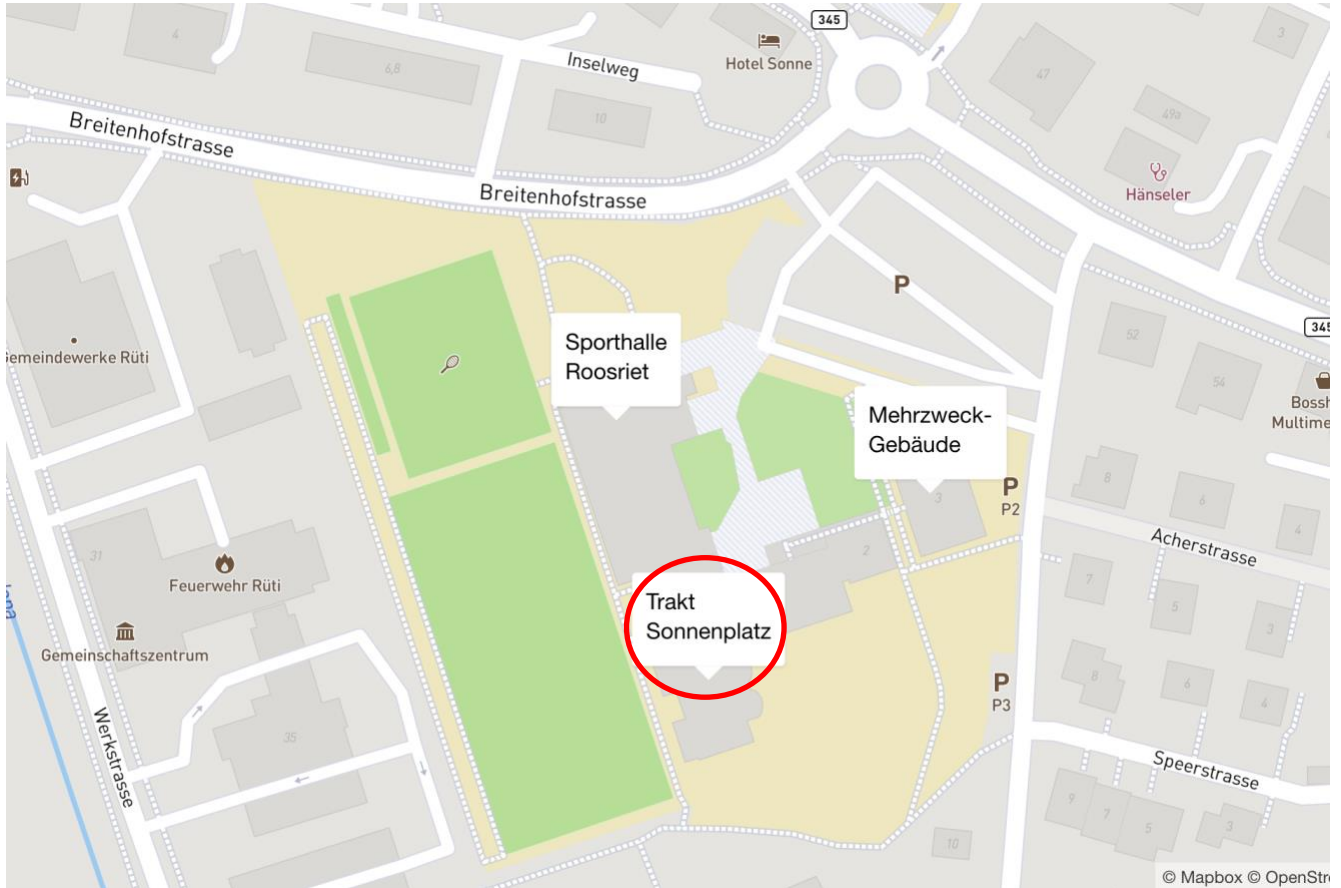 345
4
6,8
Inselweg
Hotel Sonne
3
47
10
49a
Breitenhofstrasse
Hänseler
Breitenhofstrasse
P
345
Sporthalle
Roosriet
52
Gemeindewerke Rüti
54
Mehrzweck-
Gebäude
8
6
P
P2
3
4
Acherstrasse
31
2
Feuerwehr Rüti
7
Trakt
Sonnenplatz
5
3
Gemeinschaftszentrum
8
6
P
P3
4
Werkstrasse
35
Speerstrasse
9
7
5
3
10
© Mapbox © OpenStre